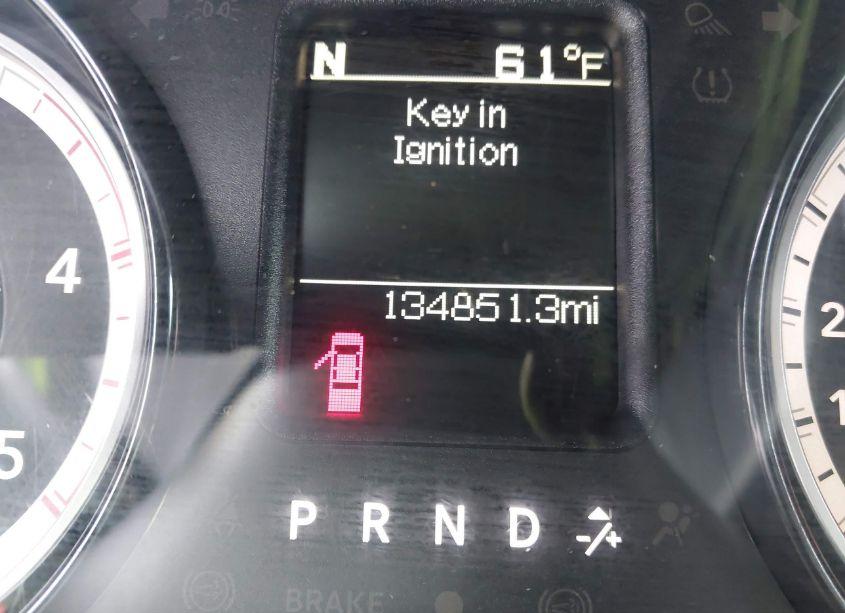 N 61°F
Key in
Ignition
134851.3mi
4
5
2
1
P R N D -/+
BRAKE